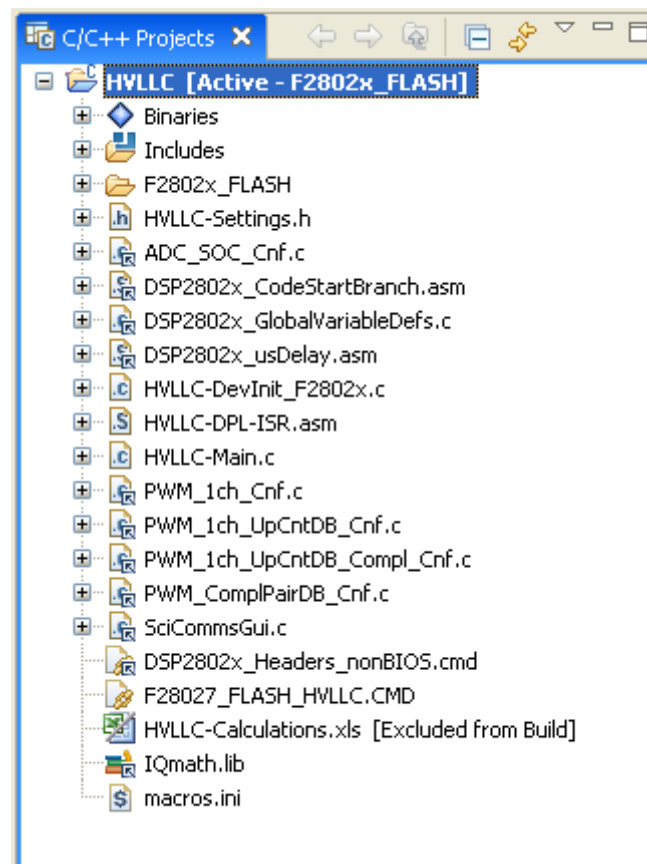 C/C++ Projects
HVLLC [Active - F2802x_FLASH]
Binaries
Includes
F2802x_FLASH
HVLLC-Settings.h
ADC_SOC_Cnf.c
DSP2802x_CodeStartBranch.asm
DSP2802x_GlobalVariableDefs.c
DSP2802x_usDelay.asm
HVLLC-DevInit_F2802x.c
HVLLC-DPL-ISR.asm
HVLLC-Main.c
PWM_1ch_Cnf.c
PWM_1ch_UpCntDB_Cnf.c
PWM_1ch_UpCntDB_Compl_Cnf.c
PWM_ComplPairDB_Cnf.c
SciCommsGui.c
DSP2802x_Headers_nonBIOS.cmd
F28027_FLASH_HVLLC.CMD
HVLLC-Calculations.xls [Excluded from Build]
IQmath.lib
macros.ini